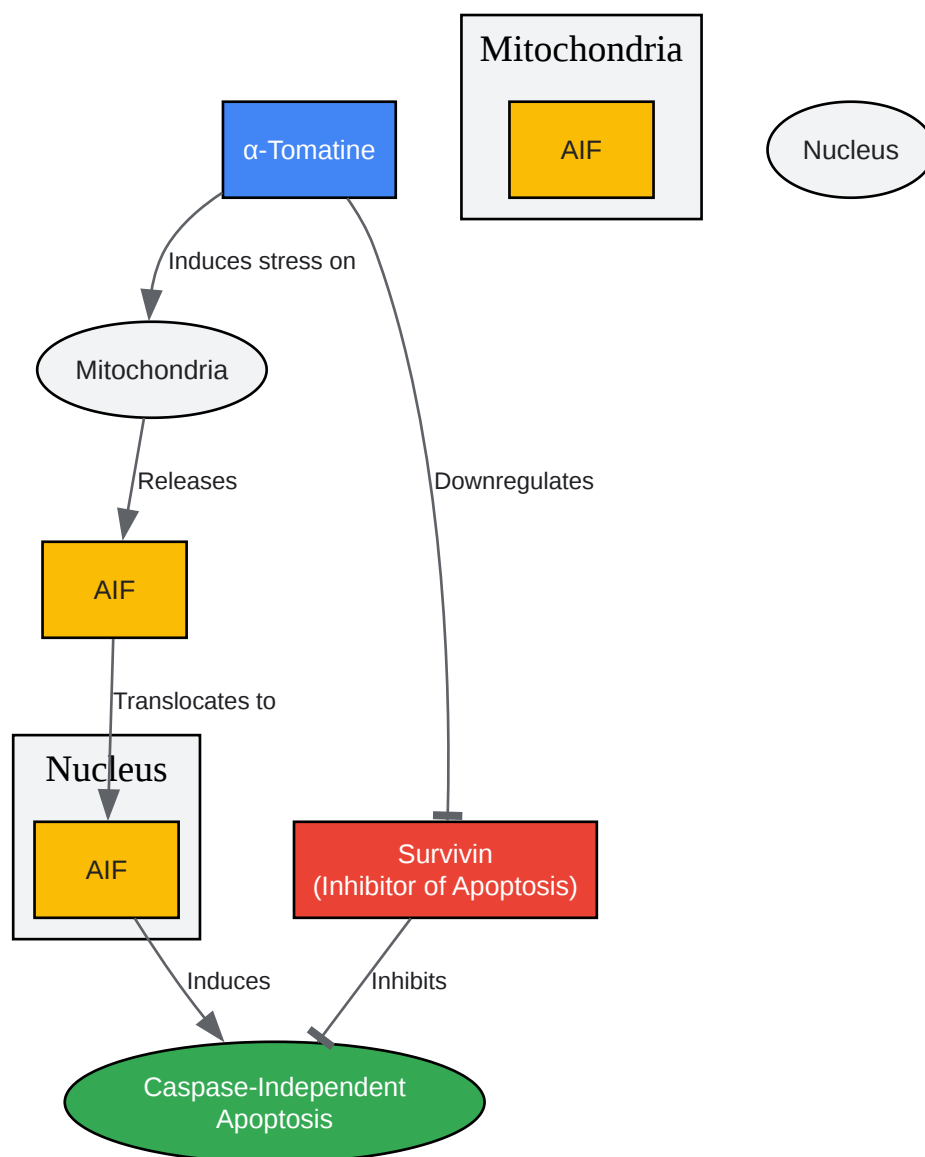 Mitochondria
α-Tomatine
AIF
Nucleus
Induces stress on
Mitochondria
Releases
Downregulates
AIF
Translocates to
Nucleus
AIF
Survivin
(Inhibitor of Apoptosis)
Induces
Inhibits
Caspase-Independent
Apoptosis